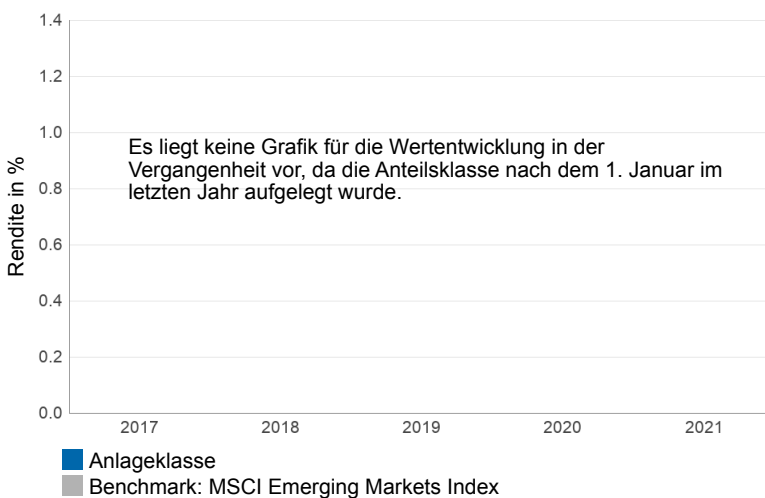 1.4
1.2
1.0
Es liegt keine Grafik für die Wertentwicklung in der
Vergangenheit vor, da die Anteilsklasse nach dem 1. Januar im
letzten Jahr aufgelegt wurde.
0.8
0.6
0.4
0.2
0.0
Rendite in %
2017 2018 2019 2020 2021
Anlageklasse
Benchmark: MSCI Emerging Markets Index